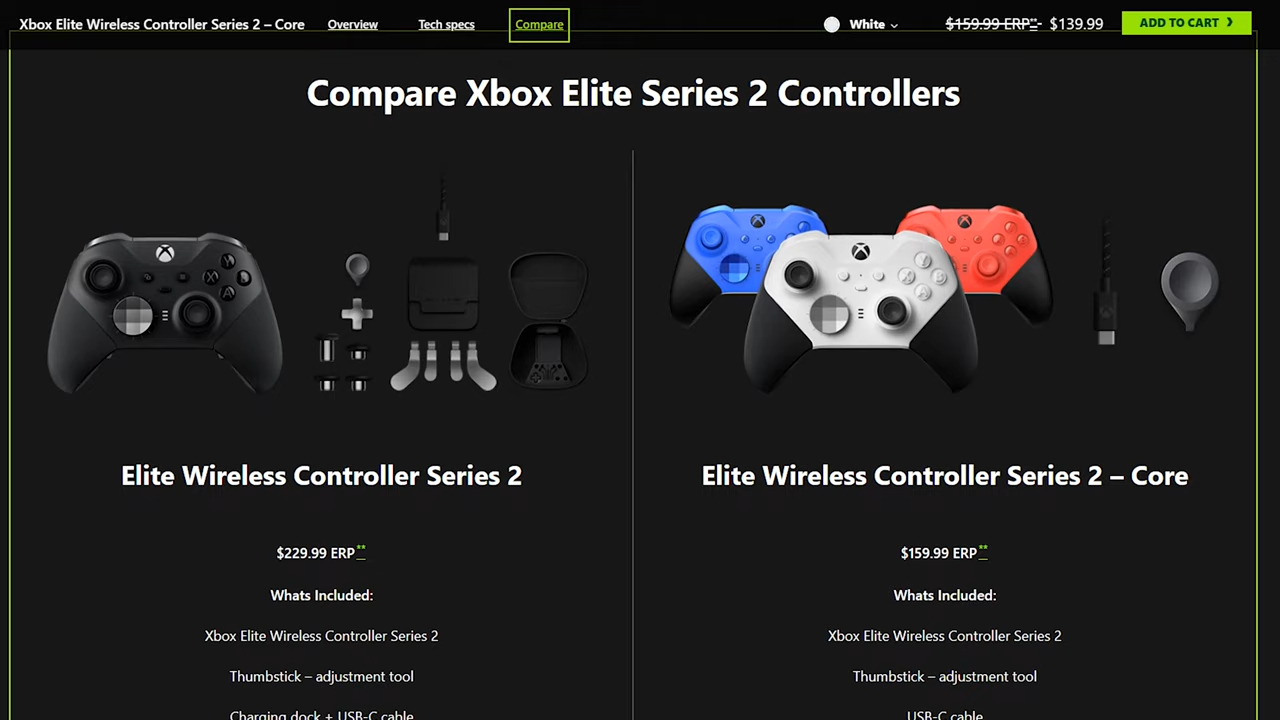 Xbox Elite Wireless Controller Series 2 – Core Overview Tech specs Compare White $159.99 ERP**- $139.99 ADD TO CART
Compare Xbox Elite Series 2 Controllers
Elite Wireless Controller Series 2
$229.99 ERP**
Whats Included:
Xbox Elite Wireless Controller Series 2
Thumbstick – adjustment tool
Charging dock + USB-C cable
Elite Wireless Controller Series 2 – Core
$159.99 ERP**
Whats Included:
Xbox Elite Wireless Controller Series 2
Thumbstick – adjustment tool
USB-C cable